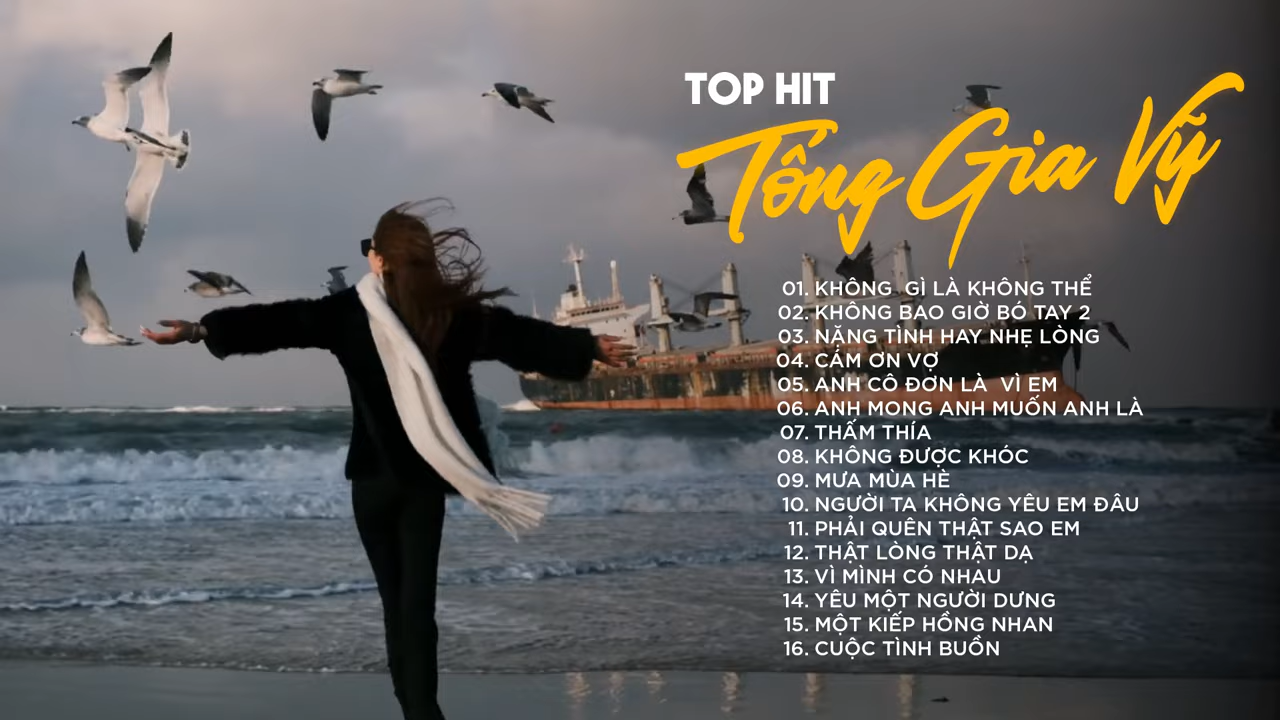 TOP HIT
Tống Gia Vỹ
01. KHÔNG GÌ LÀ KHÔNG THỂ
02. KHÔNG BAO GIỜ BÓ TAY 2
03. NẶNG TÌNH HAY NHẸ LÒNG
04. CÁM ƠN VỢ
05. ANH CÔ ĐƠN LÀ VÌ EM
06. ANH MONG ANH MUỐN ANH LÀ
07. THẤM THÍA
08. KHÔNG ĐƯỢC KHÓC
09. MƯA MÙA HÈ
10. NGƯỜI TA KHÔNG YÊU EM ĐÂU
11. PHẢI QUÊN THẬT SAO EM
12. THẬT LÒNG THẬT DẠ
13. VÌ MÌNH CÓ NHAU
14. YÊU MỘT NGƯỜI DƯNG
15. MỘT KIẾP HỒNG NHAN
16. CUỘC TÌNH BUỒN